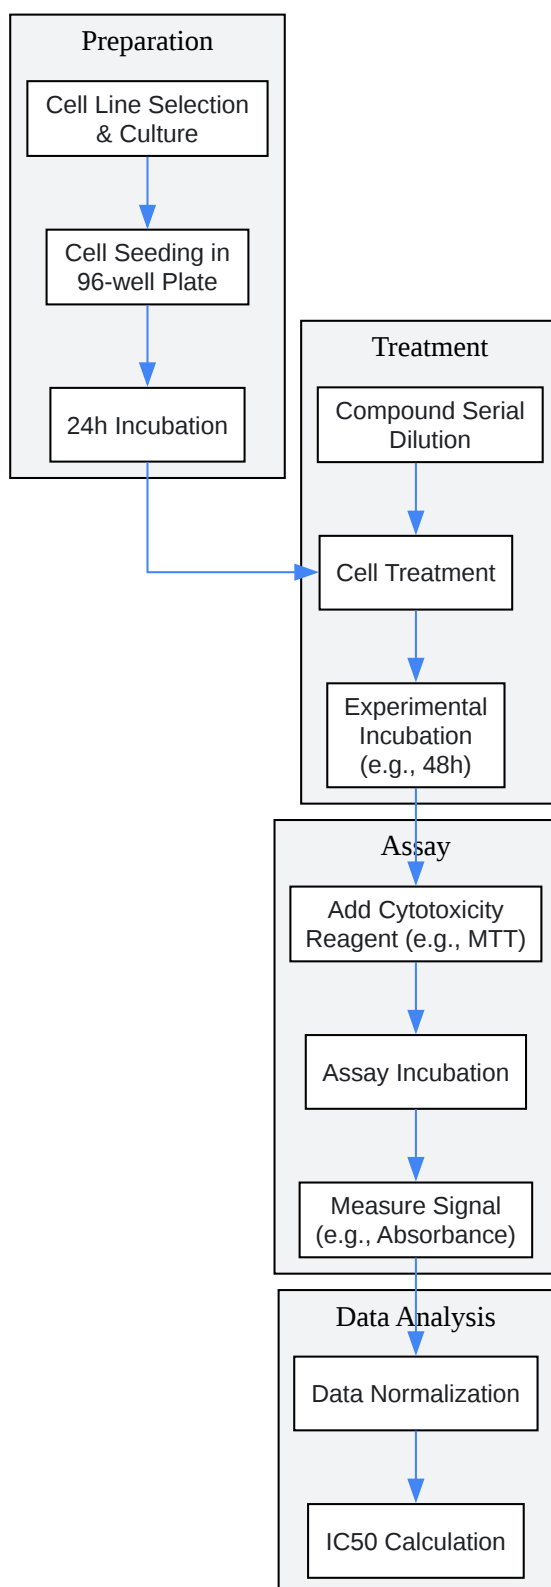 Preparation
Cell Line Selection
& Culture
Cell Seeding in
96-well Plate
24h Incubation
Treatment
Compound Serial
Dilution
Cell Treatment
Experimental
Incubation
(e.g., 48h)
Assay
Add Cytotoxicity
Reagent (e.g., MTT)
Assay Incubation
Measure Signal
(e.g., Absorbance)
Data Analysis
Data Normalization
IC50 Calculation